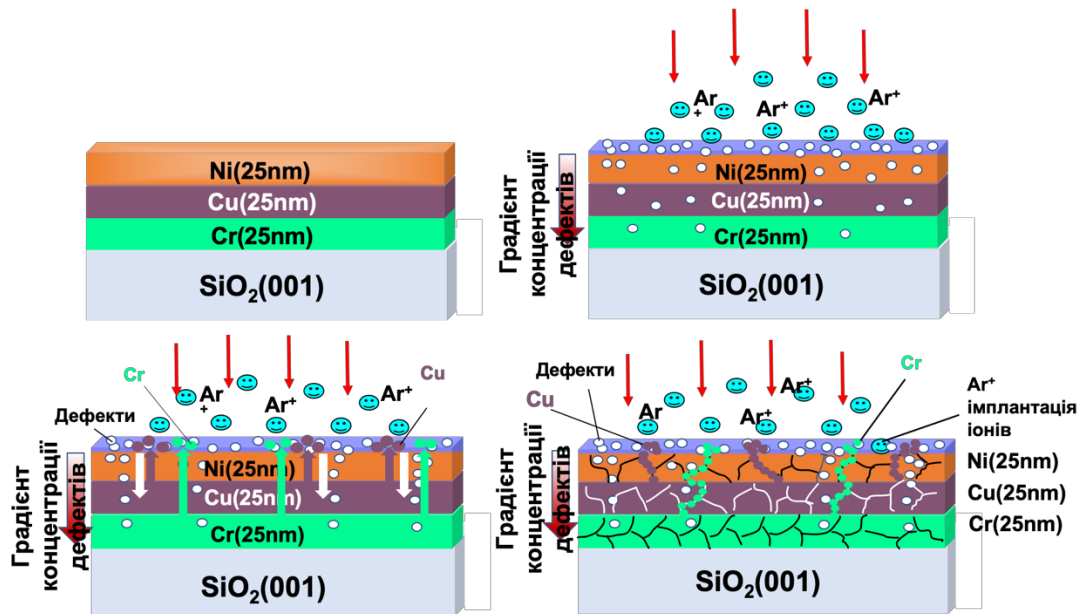 Ni(25nm)
Cu(25nm)
Cr(25nm)
SiO2(001)
Ar
+
Ar+
Ar+
Градієнт
концентрації
дефектів
Ni(25nm)
Cu(25nm)
Cr(25nm)
SiO2(001)
Cr
Cu
Ar
+
Ar+
Ar+
Дефекти
Градієнт
концентрації
дефектів
Ni(25nm)
Cu(25nm)
Cr(25nm)
SiO2(001)
Дефекти
Cu
Ar
Ar+
Ar+
Cr
Ar+
імплантація
іонів
Градієнт
концентрації
дефектів
Ni(25nm)
Cu(25nm)
Cr(25nm)
SiO2(001)